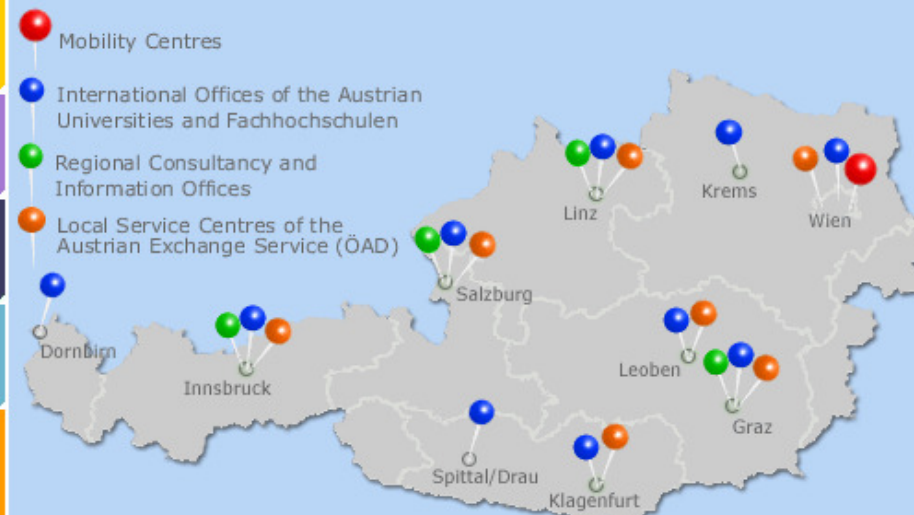 Mobility Centres
International Offices of the Austrian
Universities and Fachhochschulen
Regional Consultancy and
Information Offices
Local Service Centres of the
Austrian Exchange Service (ÖAD)
Linz
Krems
Wien
Salzburg
Dornbirn
Innsbruck
Leoben
Graz
Spittal/Drau
Klagenfurt